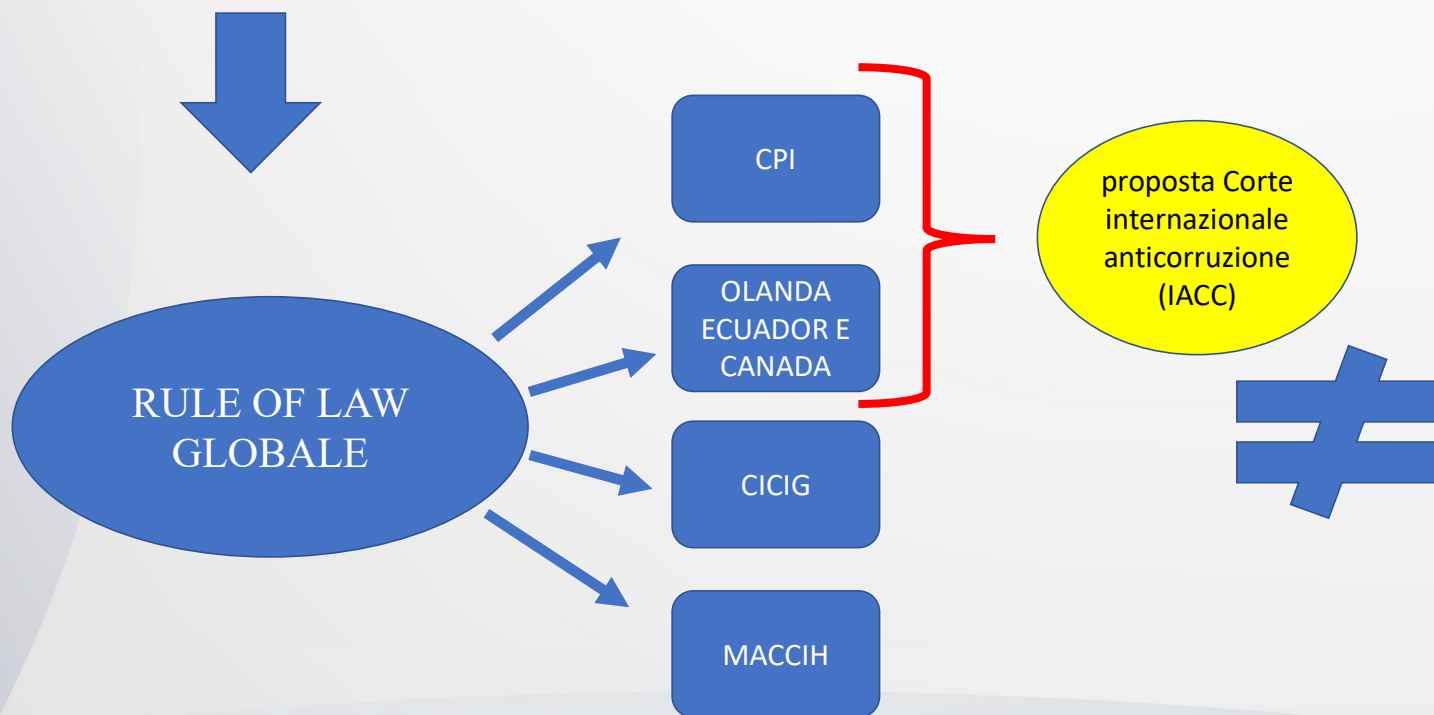 RULE OF LAW
GLOBALE
CPI
OLANDA
ECUADOR E
CANADA
CICIG
MACCIH
proposta Corte
internazionale
anticorruzione
(IACC)